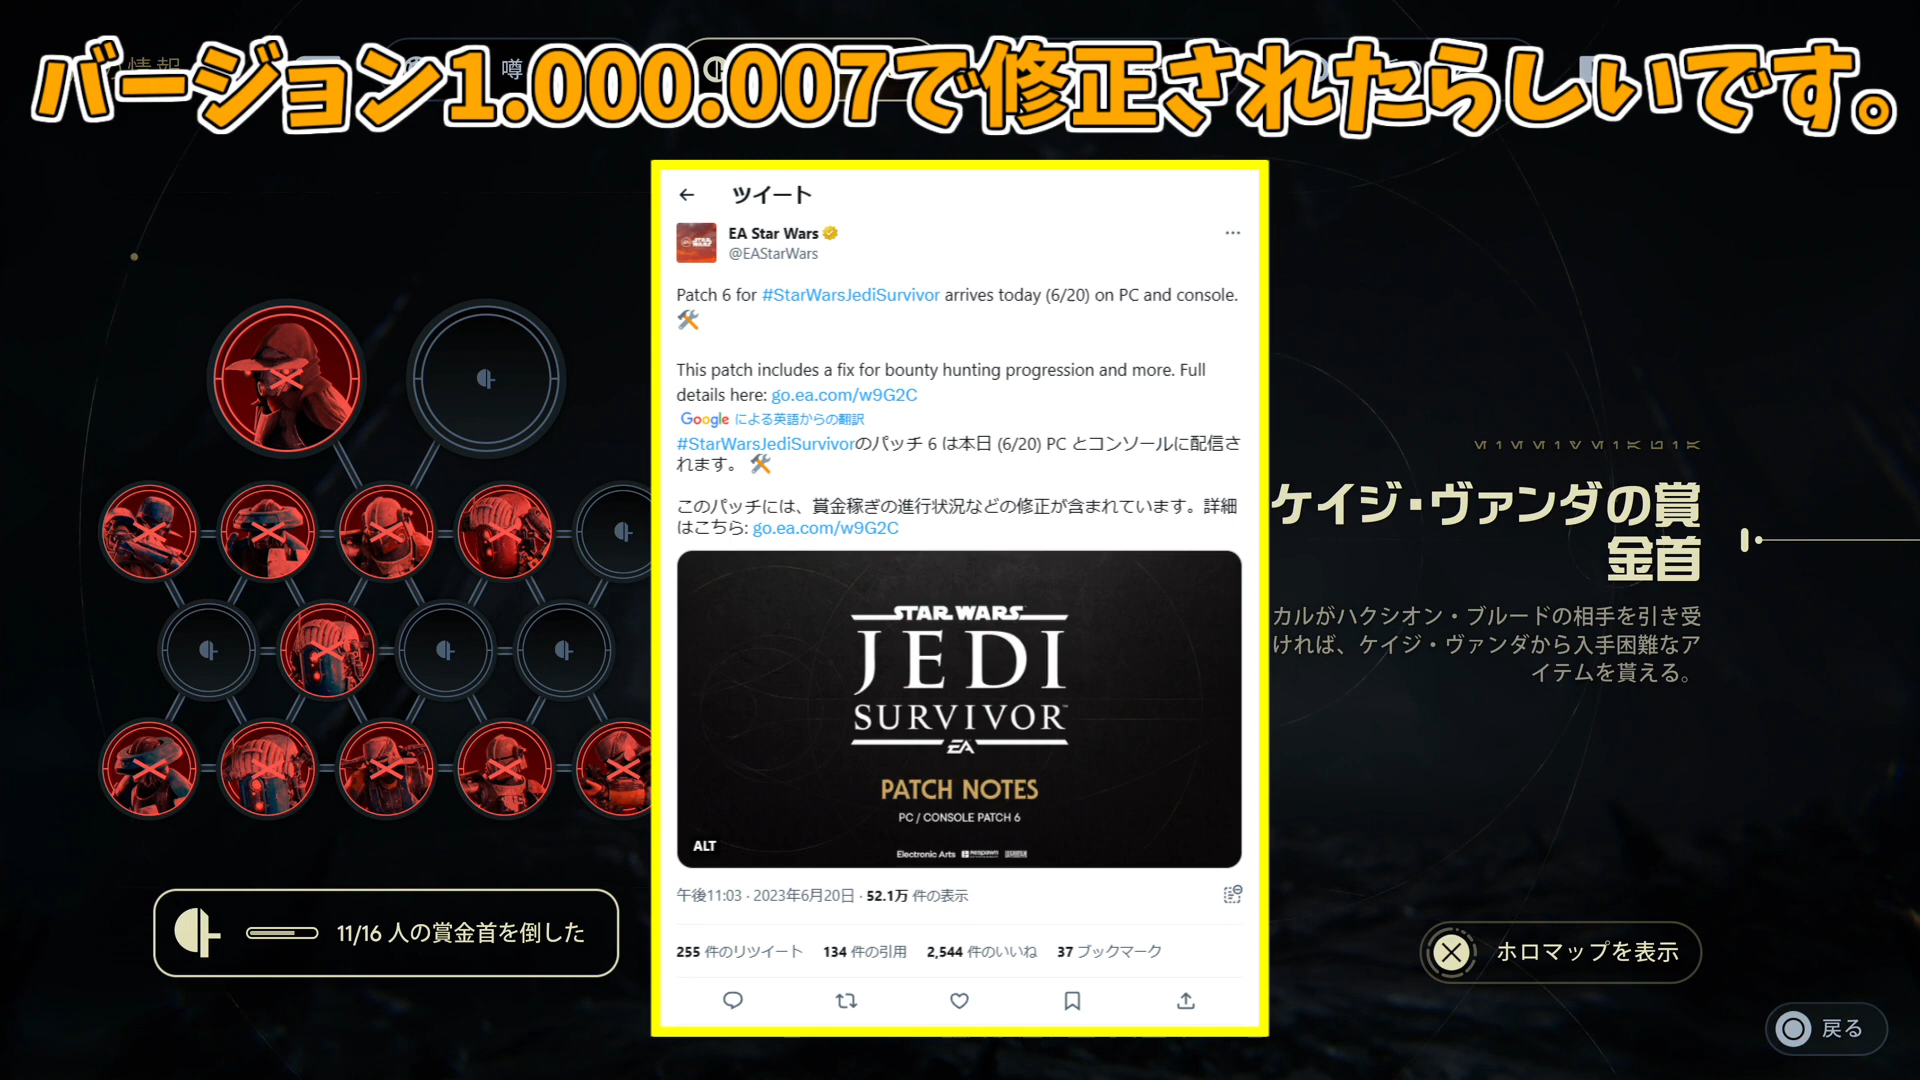 バージョン1.000.007で修正されたらしいです。
情報
噂
ツイート
EA Star Wars
@EAStarWars
Patch 6 for #StarWarsJediSurvivor arrives today (6/20) on PC and console.
🛠️
This patch includes a fix for bounty hunting progression and more. Full
details here: go.ea.com/w9G2C
Google による英語からの翻訳
#StarWarsJediSurvivorのパッチ 6 は本日 (6/20) PC とコンソールに配信さ
れます。 🛠️
このパッチには、賞金稼ぎの進行状況などの修正が含まれています。詳細
はこちら: go.ea.com/w9G2C
STAR WARS
JEDI
SURVIVOR™
EA
PATCH NOTES
PC / CONSOLE PATCH 6
Electronic Arts
ALT
午後11:03 · 2023年6月20日 · 52.1万 件の表示
255 件のリツイート 134 件の引用 2,544 件のいいね 37 ブックマーク
ケイジ・ヴァンダの賞
金首
カルがハクシオン・ブルードの相手を引き受
ければ、ケイジ・ヴァンダから入手困難なア
イテムを貰える。
11/16 人の賞金首を倒した
ホロマップを表示
戻る